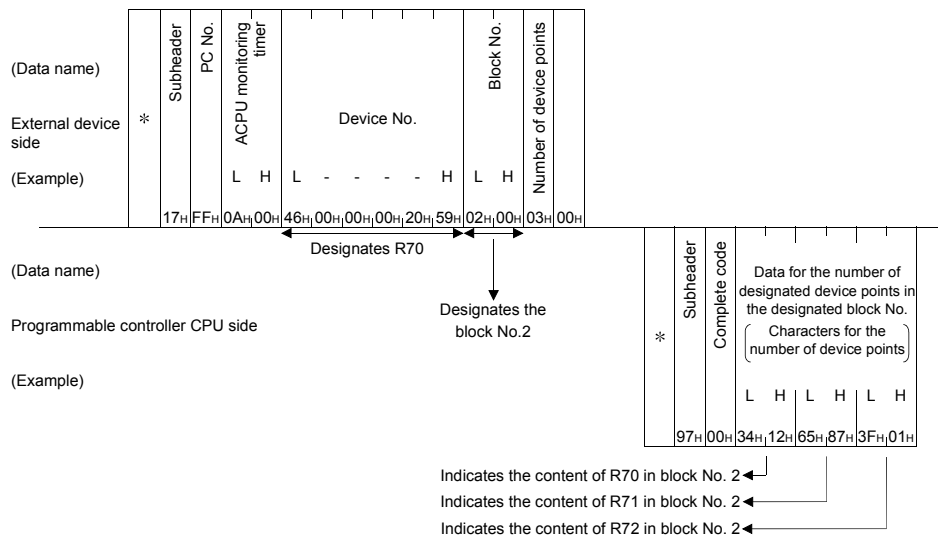 (Data name)
External device
side
(Example)
*
Subheader
PC No.
ACPU monitoring
timer
Device No.
Block No.
Number of device points
L H L - - - - H L H
17H FFH 0AH 00H 46H 00H 00H 00H 20H 59H 02H 00H 03H 00H
Designates R70
Designates the
block No.2
(Data name)
Programmable controller CPU side
(Example)
*
Subheader
Complete code
Data for the number of
designated device points in
the designated block No.
(Characters for the
number of device points)
L H L H L H
97H 00H 34H 12H 65H 87H 3FH 01H
Indicates the content of R70 in block No. 2
Indicates the content of R71 in block No. 2
Indicates the content of R72 in block No. 2